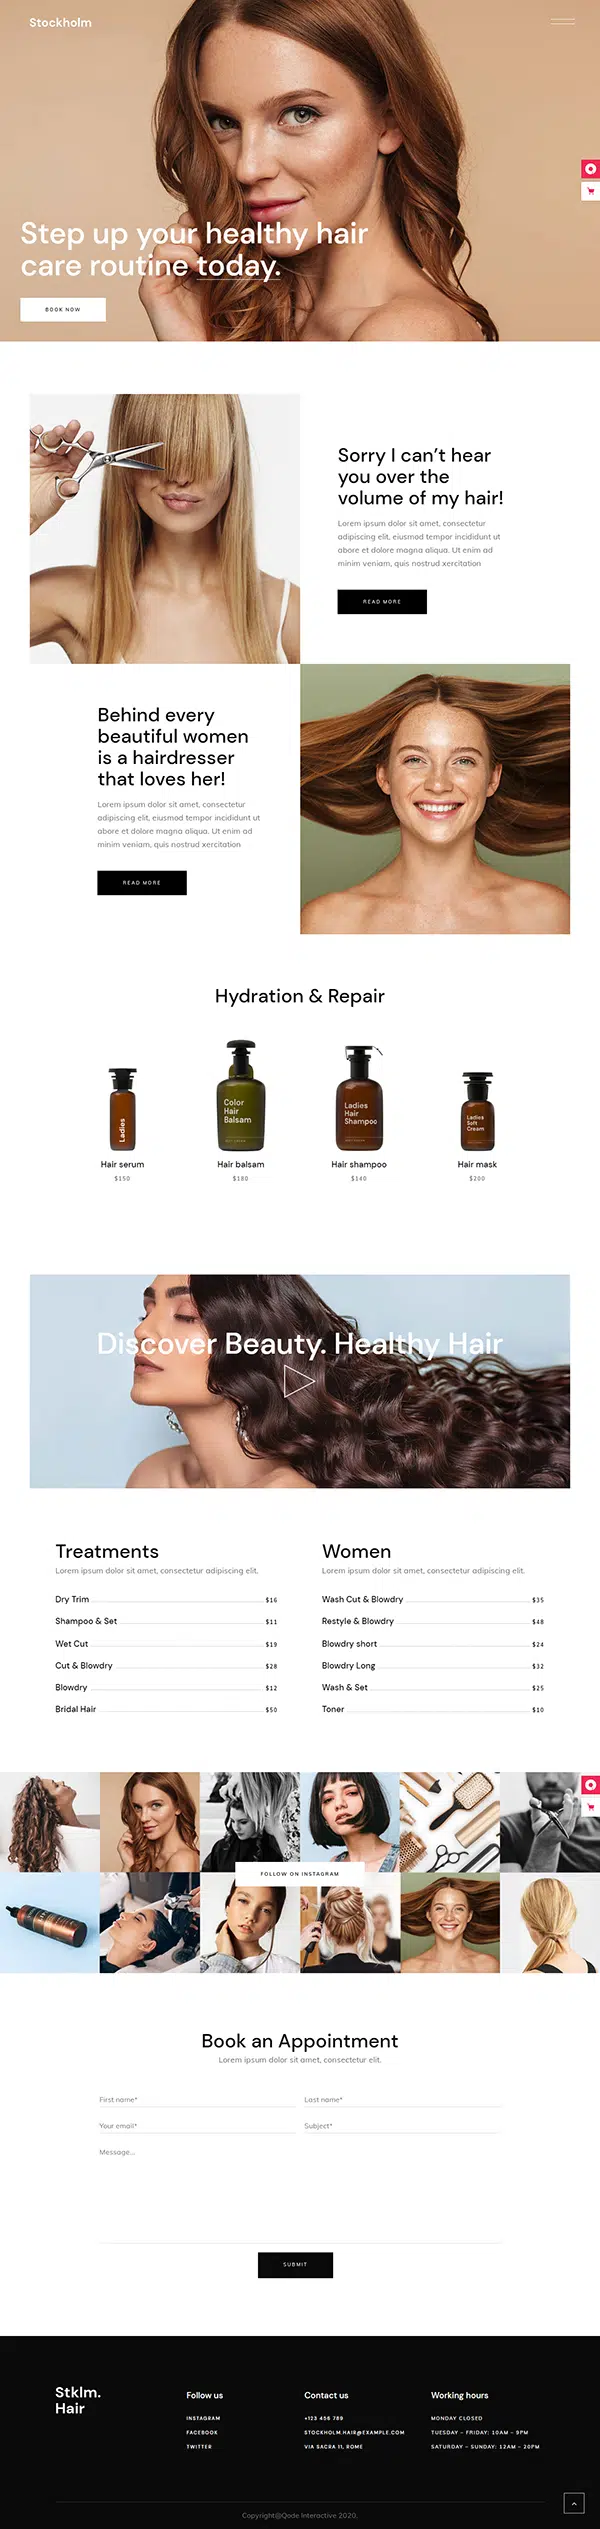 Stockholm
Step up your healthy hair
care routine today.
BOOK NOW
Sorry I can't hear
you over the
volume of my hair!
Lorem ipsum dolor sit amet, consectetur
adipiscing elit, eiusmod tempor incididunt ut
abore et dolore magna aliqua. Ut enim ad
minim veniam, quis nostrud xercitation
READ MORE
Behind every
beautiful women
is a hairdresser
that loves her!
Lorem ipsum dolor sit amet, consectetur
adipiscing elit, eiusmod tempor incididunt ut
abore et dolore magna aliqua. Ut enim ad
minim veniam, quis nostrud xercitation
READ MORE
Hydration & Repair
Ladies
Color
Hair
Balsam
Ladies
Hair
Shampoo
Ladies
Soft
Cream
Hair serum
$150
Hair balsam
$180
Hair shampoo
$140
Hair mask
$200
Discover Beauty. Healthy Hair
Treatments
Lorem ipsum dolor sit amet, consectetur adipiscing elit.
Dry Trim $16
Shampoo & Set $11
Wet Cut $19
Cut & Blowdry $28
Blowdry $12
Bridal Hair $50
Women
Lorem ipsum dolor sit amet, consectetur adipiscing elit.
Wash Cut & Blowdry $35
Restyle & Blowdry $48
Blowdry short $24
Blowdry Long $32
Wash & Set $25
Toner $10
FOLLOW ON INSTAGRAM
Book an Appointment
Lorem ipsum dolor sit amet, consectetur elit.
First name*
Last name*
Your email*
Subject*
Message...
SUBMIT
Stklm.
Hair
Follow us
INSTAGRAM
FACEBOOK
TWITTER
Contact us
+123 456 789
STOCKHOLM.HAIR@EXAMPLE.COM
VIA SACRA 11, ROME
Working hours
MONDAY CLOSED
TUESDAY – FRIDAY: 10AM – 9PM
SATURDAY – SUNDAY: 12AM – 20PM
Copyright@Qode Interactive 2020.